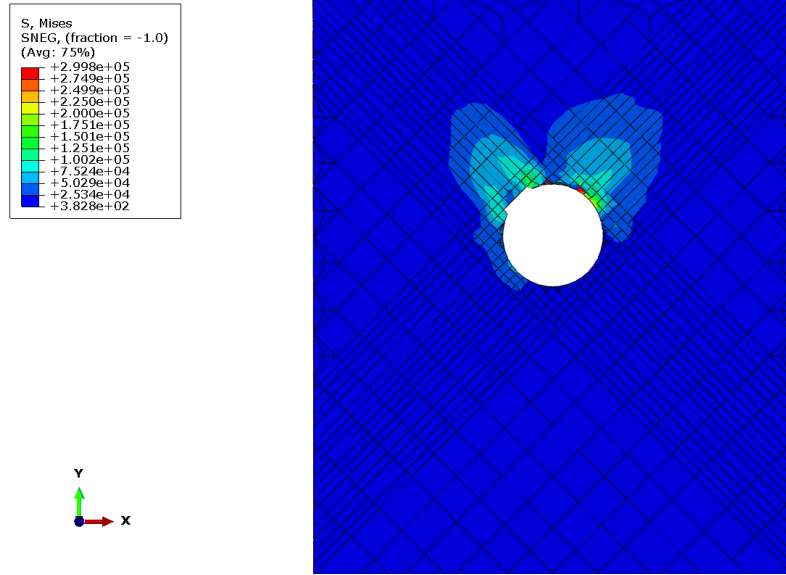 S, Mises
SNEG, (fraction = -1.0)
(Avg: 75%)
+2.998e+05
+2.749e+05
+2.499e+05
+2.250e+05
+2.000e+05
+1.751e+05
+1.501e+05
+1.251e+05
+1.002e+05
+7.524e+04
+5.029e+04
+2.534e+04
+3.828e+02
Y
X